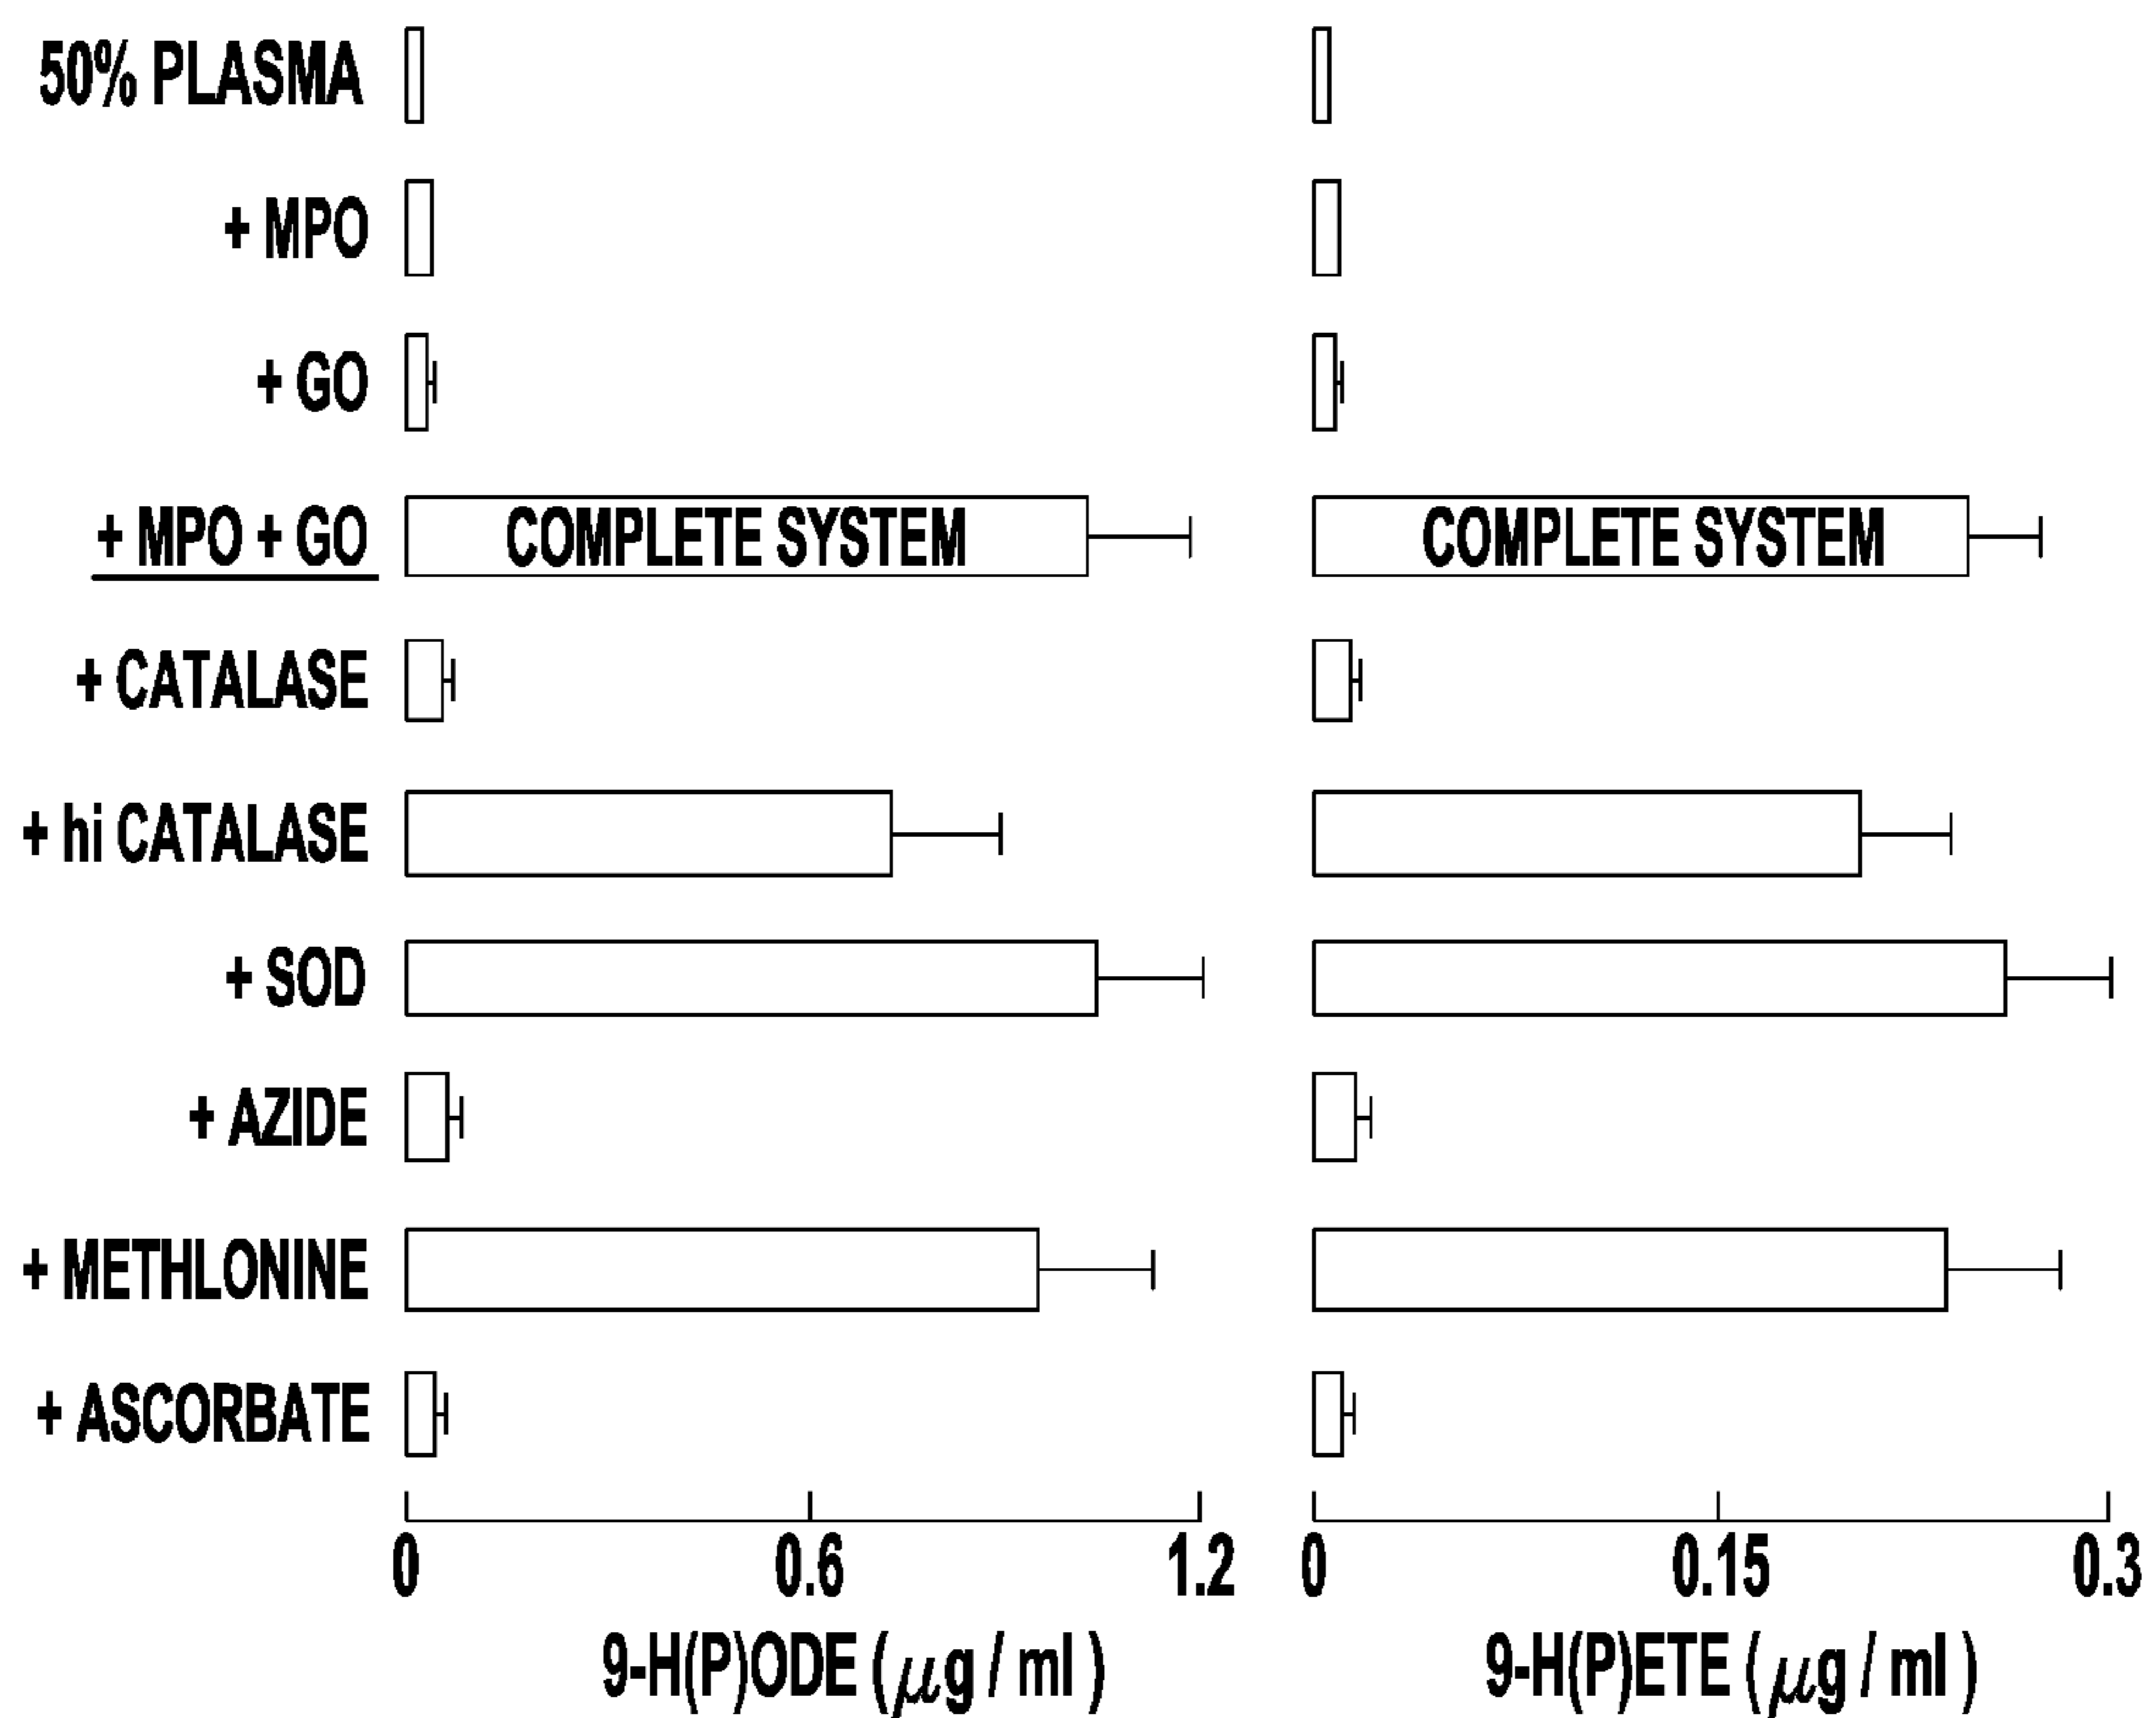 50% PLASMA
+ MPO
+ GO
+ MPO + GO
COMPLETE SYSTEM
COMPLETE SYSTEM
+ CATALASE
+ hi CATALASE
+ SOD
+ AZIDE
+ METHLONINE
+ ASCORBATE
0 0.6 1.2
0 0.15 0.3
9-H(P)ODE (μg / ml )
9-H(P)ETE (μg / ml )